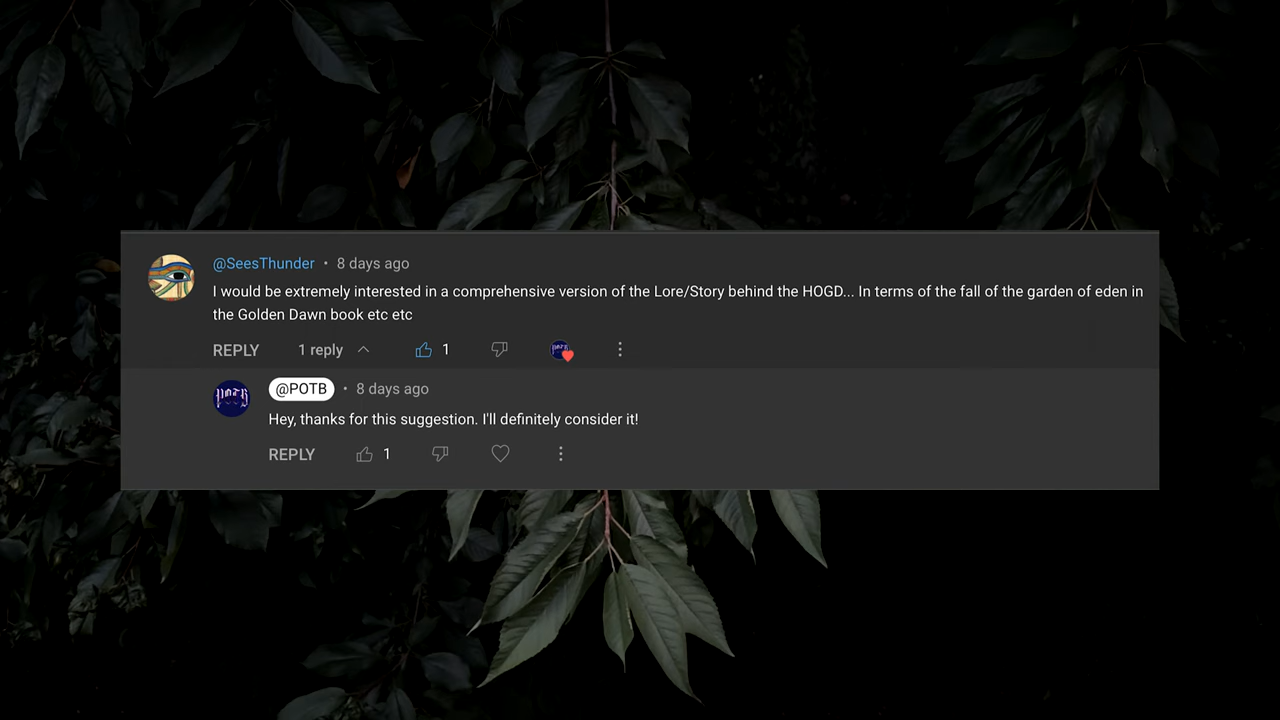 @SeesThunder • 8 days ago
I would be extremely interested in a comprehensive version of the Lore/Story behind the HOGD... In terms of the fall of the garden of eden in
the Golden Dawn book etc etc
REPLY 1 reply 1
POTB
@POTB • 8 days ago
Hey, thanks for this suggestion. I'll definitely consider it!
REPLY 1